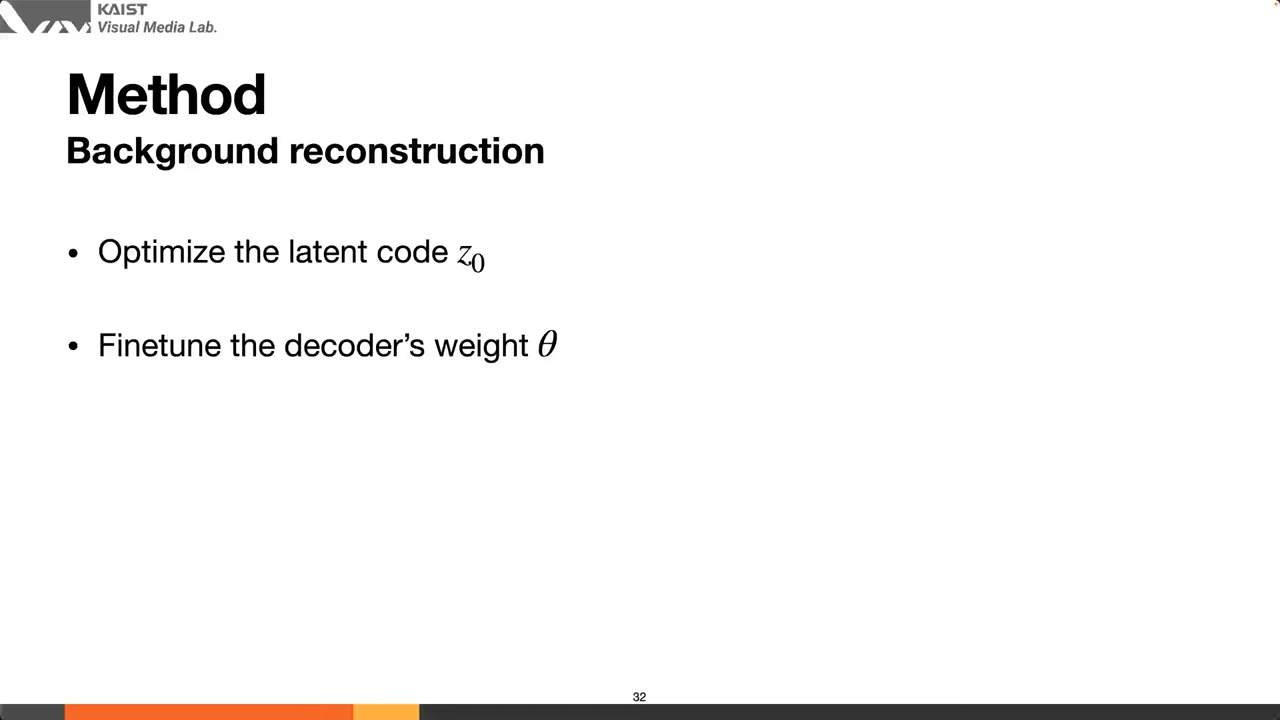 KAIST
Visual Media Lab.
Method
Background reconstruction
• Optimize the latent code z₀
• Finetune the decoder’s weight θ
32